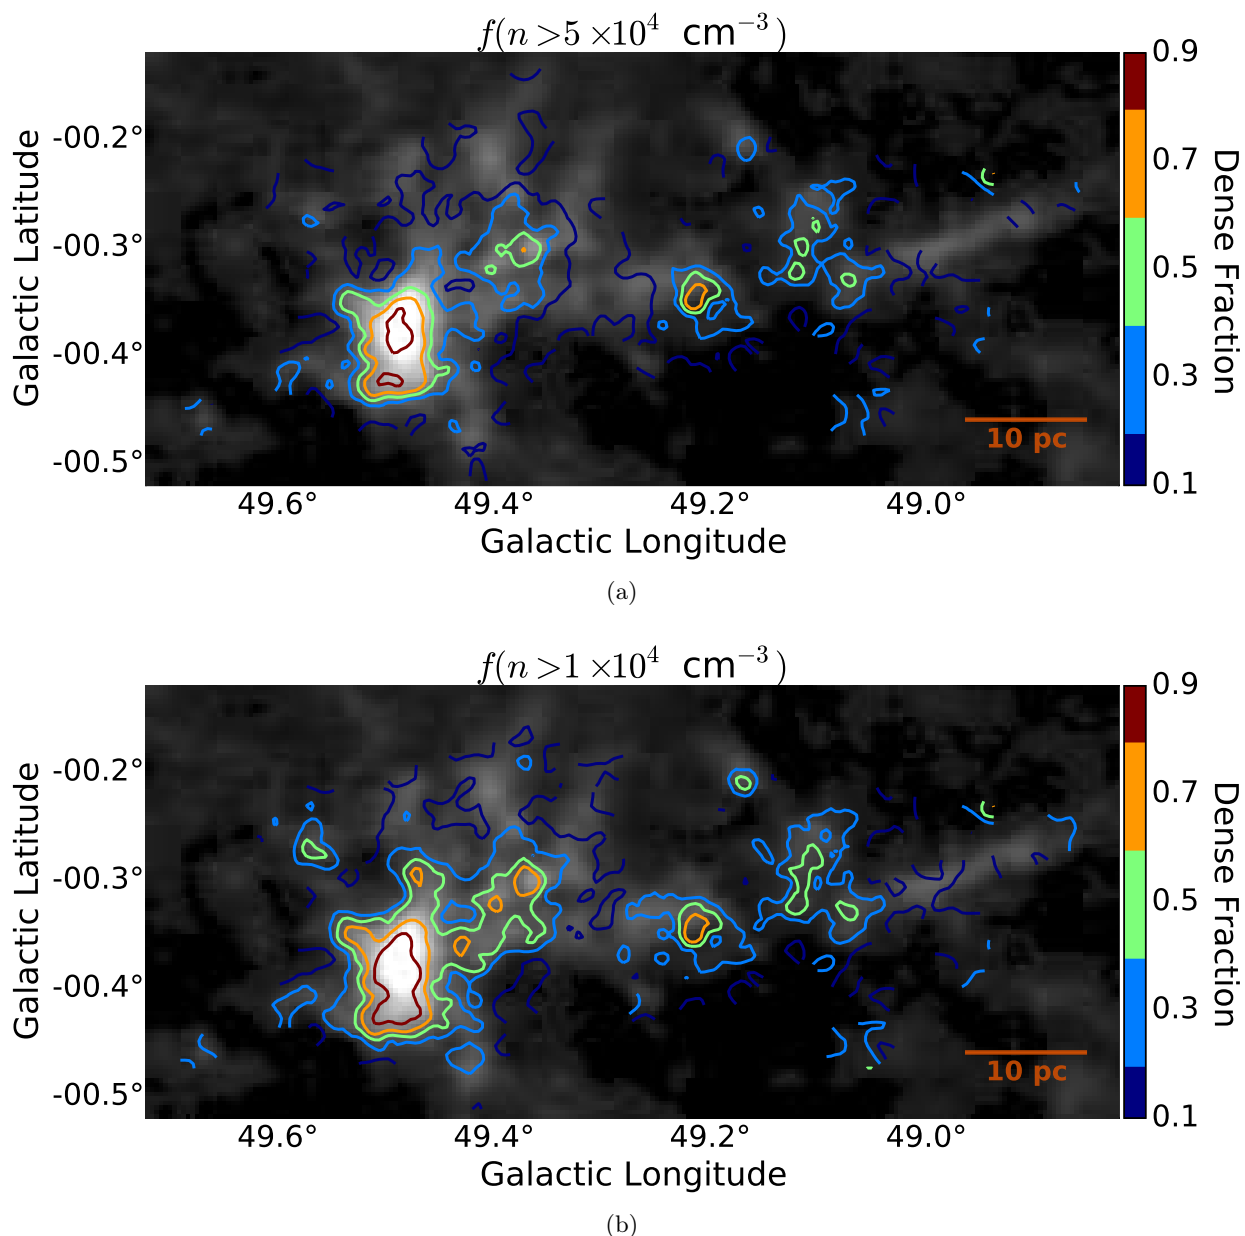 f(n>5×10⁴ cm⁻³)
0.9
0.7
0.5
0.3
0.1
Dense Fraction
Galactic Latitude
-00.2°
-00.3°
-00.4°
-00.5°
10 pc
49.6° 49.4° 49.2° 49.0°
Galactic Longitude
(a)
f(n>1×10⁴ cm⁻³)
0.9
0.7
0.5
0.3
0.1
Dense Fraction
Galactic Latitude
-00.2°
-00.3°
-00.4°
-00.5°
10 pc
49.6° 49.4° 49.2° 49.0°
Galactic Longitude
(b)